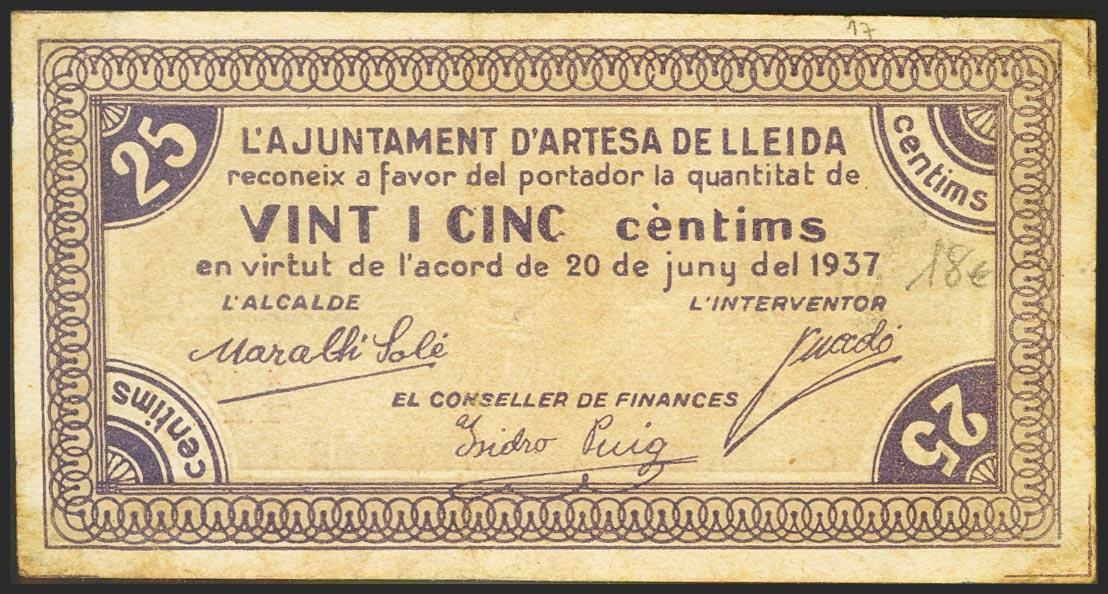 17
25
centims
L'AJUNTAMENT D'ARTESA DE LLEIDA
reconeix a favor del portador la quantitat de
VINT I CINC cèntims
en virtut de l'acord de 20 de juny del 1937
18€
L'ALCALDE
L'INTERVENTOR
Solé
EL CONSELLER DE FINANCES
Isidro Puig
centims
25